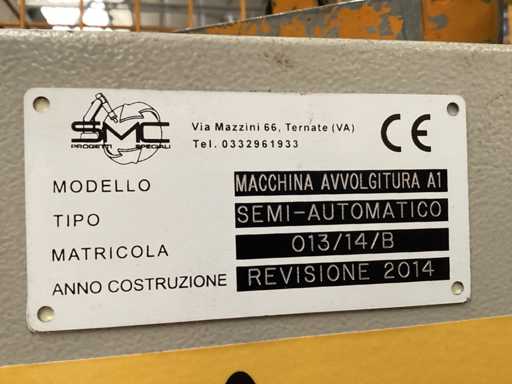 SMC
PROGETTI SPECIALI
Via Mazzini 66, Ternate (VA)
Tel. 0332961933
CE
MODELLO MACCHINA AVVOLGITURA A1
TIPO SEMI-AUTOMATICO
MATRICOLA 013/14/B
ANNO COSTRUZIONE REVISIONE 2014